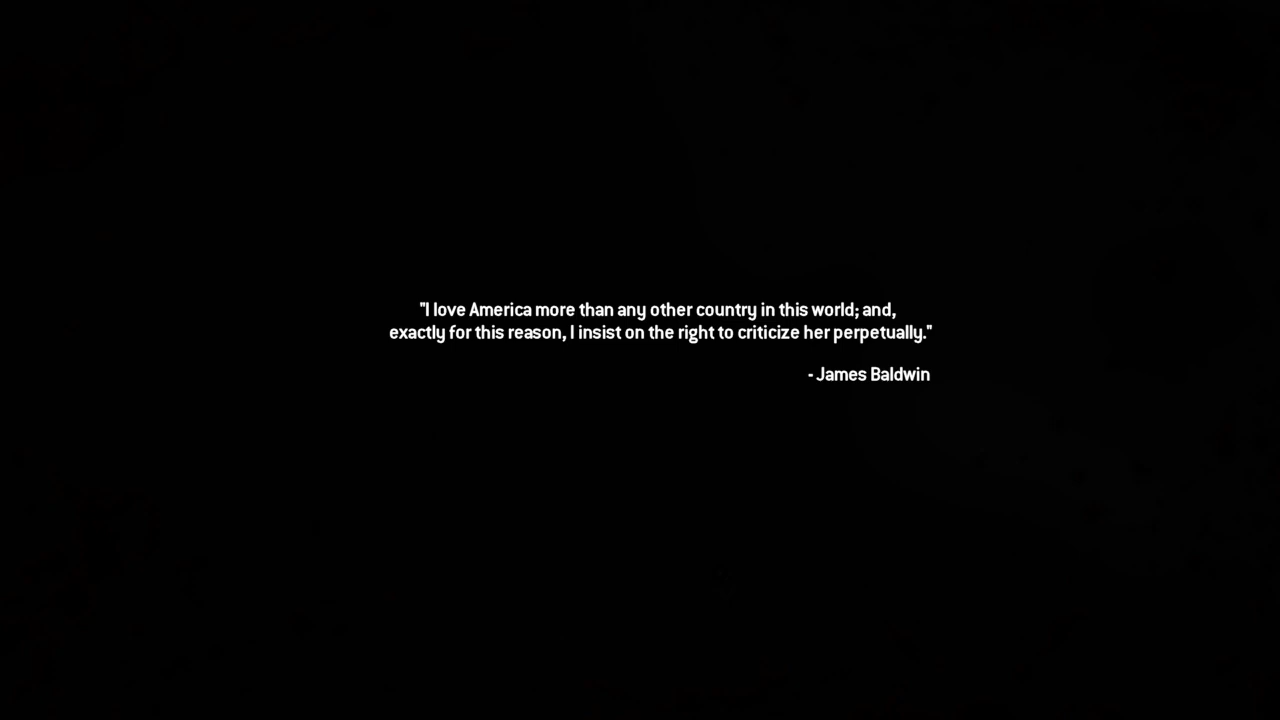 "I love America more than any other country in this world; and,
exactly for this reason, I insist on the right to criticize her perpetually."
- James Baldwin